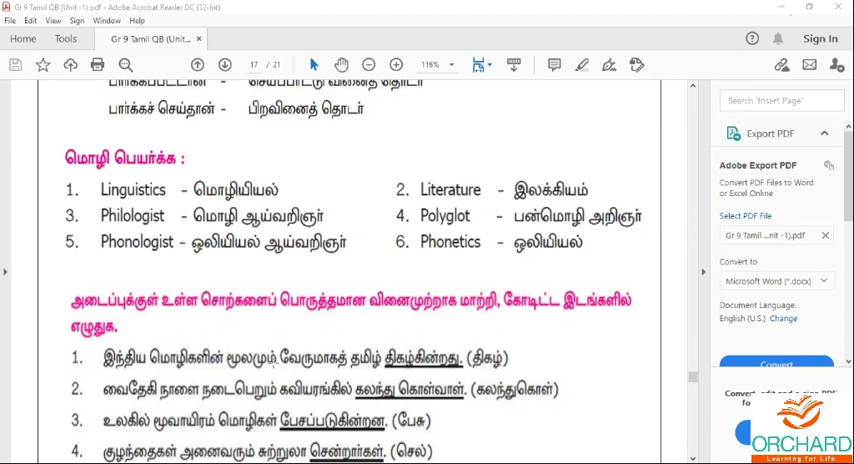 Gr 9 Tamil QB (Unit -1).pdf - Adobe Acrobat Reader DC (32-bit)
File Edit View Sign Window Help
Home Tools Gr 9 Tamil QB (Unit... × Sign In
17 / 21 116%
பார்க்கப்பட்டான் - செயப்பாட்டு வினைத் தொடர்
பார்க்கச் செய்தான் - பிறவினைத் தொடர்
மொழி பெயர்க்க :
1. Linguistics - மொழியியல் 2. Literature - இலக்கியம்
3. Philologist - மொழி ஆய்வறிஞர் 4. Polyglot - பன்மொழி அறிஞர்
5. Phonologist - ஒலியியல் ஆய்வறிஞர் 6. Phonetics - ஒலியியல்
அடைப்புக்குள் உள்ள சொற்களைப் பொருத்தமான வினைமுற்றாக மாற்றி, கோடிட்ட இடங்களில்
எழுதுக.
1. இந்திய மொழிகளின் மூலமும் வேருமாகத் தமிழ் திகழ்கின்றது. (திகழ்)
2. வைதேகி நாளை நடைபெறும் கவியரங்கில் கலந்து கொள்வாள். (கலந்துகொள்)
3. உலகில் மூவாயிரம் மொழிகள் பேசப்படுகின்றன. (பேசு)
4. குழந்தைகள் அனைவரும் சுற்றுலா சென்றார்கள். (செல்)
Search 'Insert Page'
Export PDF
Adobe Export PDF
Convert PDF Files to Word
or Excel Online
Select PDF File
Gr 9 Tamil ...nit -1).pdf ×
Convert to
Microsoft Word (*.docx)
Document Language:
English (U.S.) Change
Convert
Convert, edit and
ORCHARD
Learning for Life